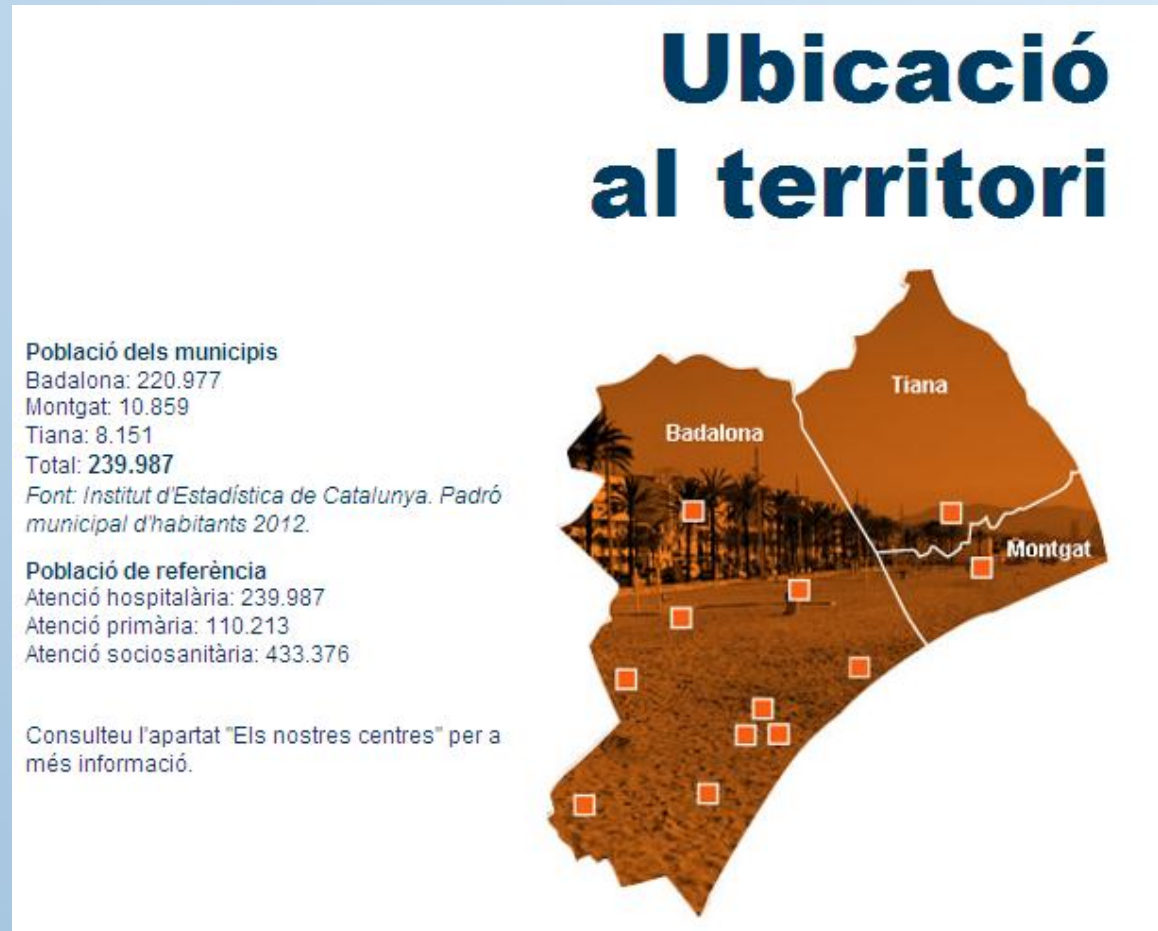 Ubicació
al territori
Població dels municipis
Badalona: 220.977
Montgat: 10.859
Tiana: 8.151
Total: 239.987
Font: Institut d'Estadística de Catalunya. Padró
municipal d'habitants 2012.
Població de referència
Atenció hospitalària: 239.987
Atenció primària: 110.213
Atenció sociosanitària: 433.376
Consulteu l'apartat "Els nostres centres" per a
més informació.
Tiana
Badalona
Montgat